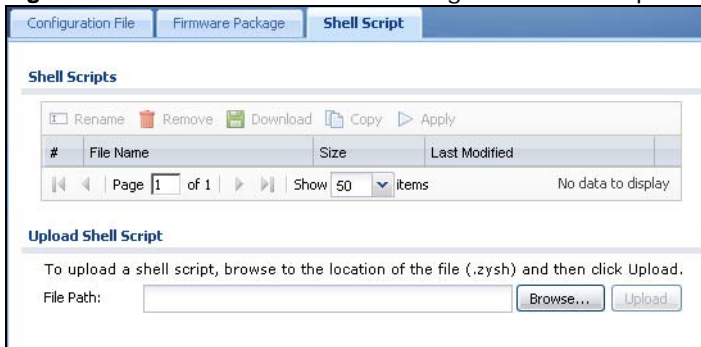 Configuration File Firmware Package Shell Script
Shell Scripts
Rename Remove Download Copy Apply
# File Name Size Last Modified
Page 1 of 1 Show 50 items No data to display
Upload Shell Script
To upload a shell script, browse to the location of the file (.zysh) and then click Upload.
File Path: Browse... Upload